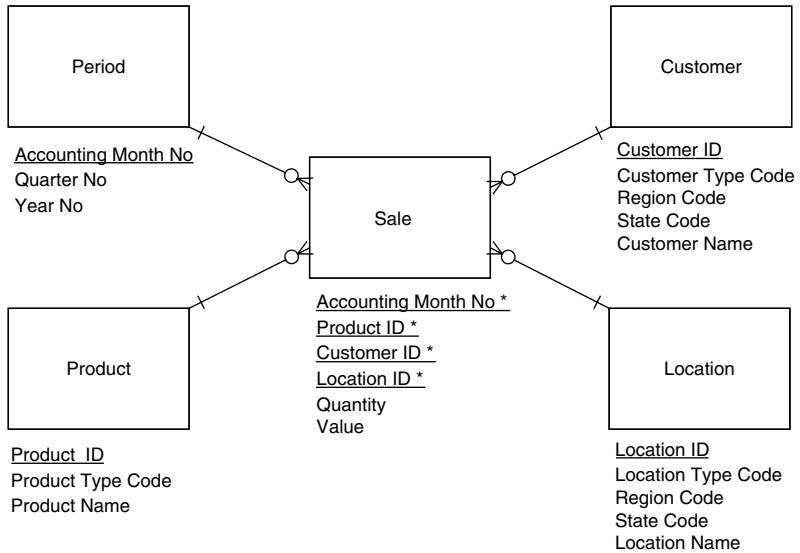 Period
Accounting Month No
Quarter No
Year No
Customer
Customer ID
Customer Type Code
Region Code
State Code
Customer Name
Sale
Accounting Month No *
Product ID *
Customer ID *
Location ID *
Quantity
Value
Product
Product ID
Product Type Code
Product Name
Location
Location ID
Location Type Code
Region Code
State Code
Location Name